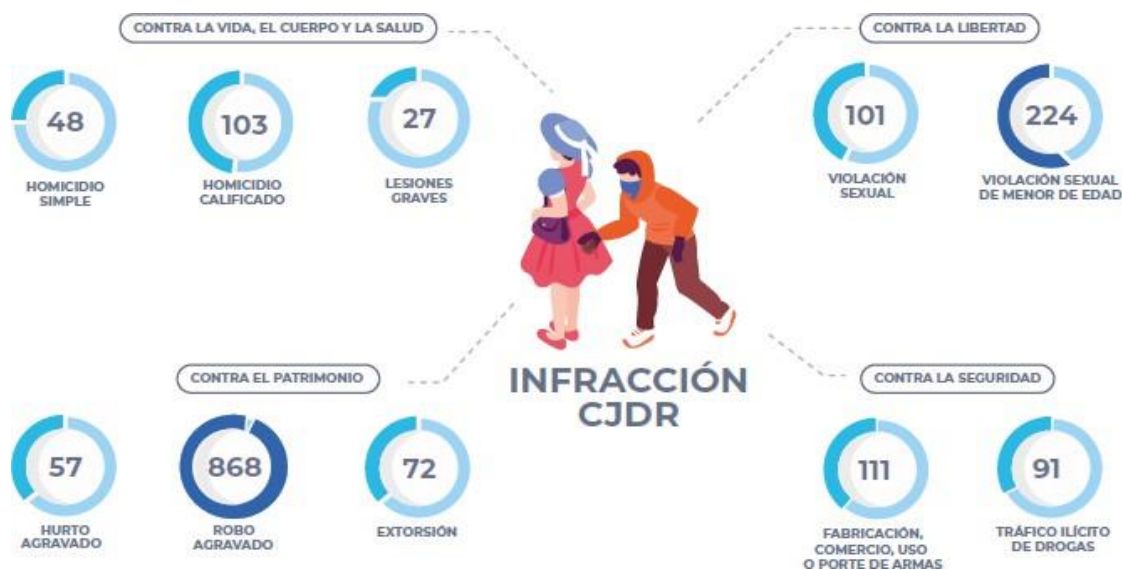 CONTRA LA VIDA, EL CUERPO Y LA SALUD
48
HOMICIDIO
SIMPLE
103
HOMICIDIO
CALIFICADO
27
LESIONES
GRAVES
CONTRA LA LIBERTAD
101
VIOLACIÓN
SEXUAL
224
VIOLACIÓN SEXUAL
DE MENOR DE EDAD
INFRACCIÓN
CJDR
CONTRA EL PATRIMONIO
57
HURTO
AGRAVADO
868
ROBO
AGRAVADO
72
EXTORSIÓN
CONTRA LA SEGURIDAD
111
FABRICACIÓN,
COMERCIO, USO
O PORTE DE ARMAS
91
TRÁFICO ILÍCITO
DE DROGAS